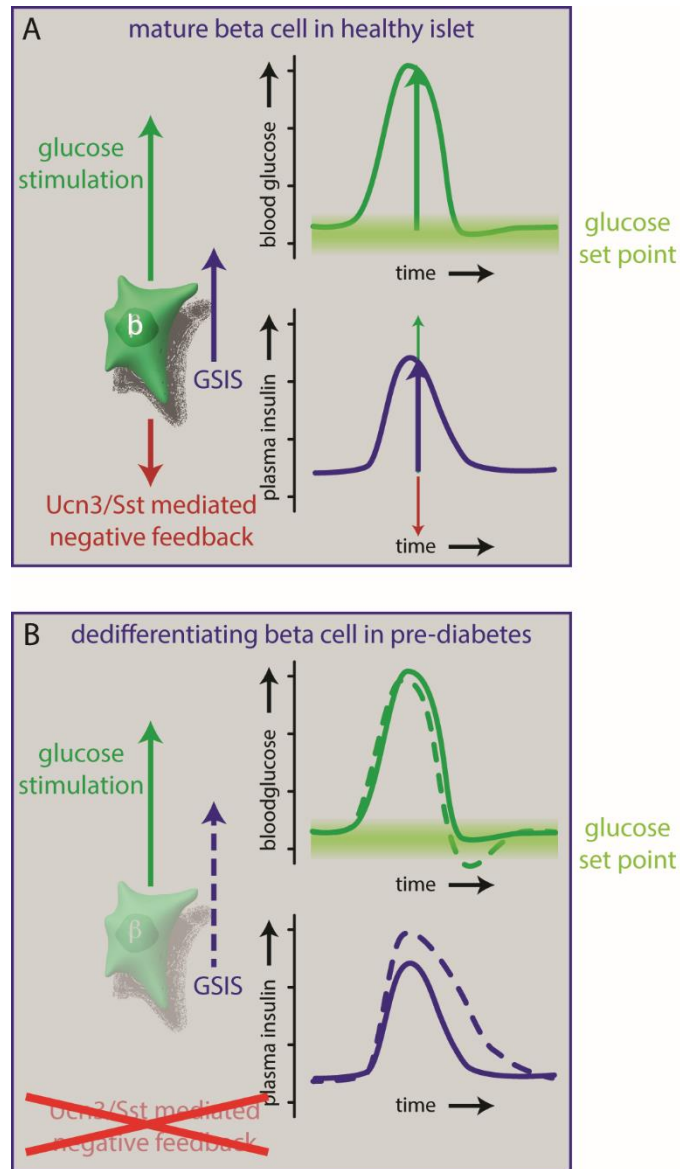 A
mature beta cell in healthy islet
glucose
stimulation
GSIS
β
Ucn3/Sst mediated
negative feedback
blood glucose
time
glucose
set point
plasma insulin
time
B
dedifferentiating beta cell in pre-diabetes
glucose
stimulation
β
GSIS
Ucn3/Sst mediated
negative feedback
bloodglucose
time
glucose
set point
plasma insulin
time